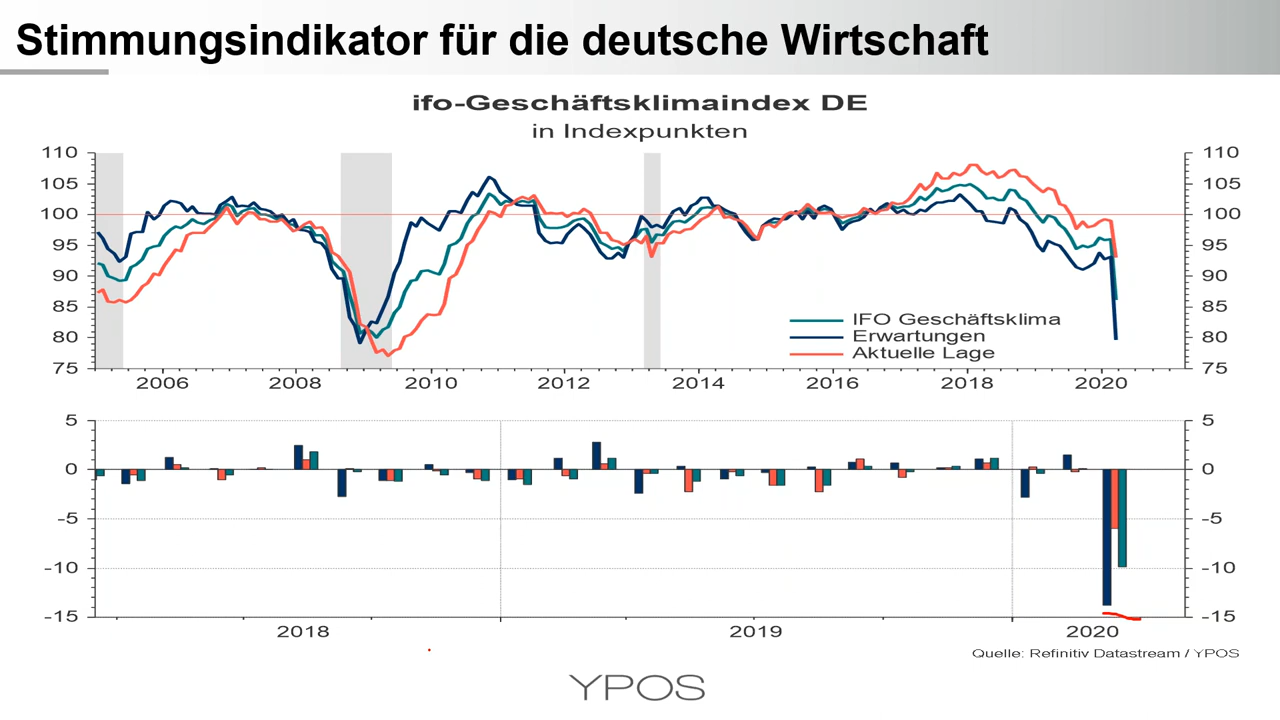 Stimmungsindikator für die deutsche Wirtschaft
ifo-Geschäftsklimaindex DE
in Indexpunkten
110 110
105 105
100 100
95 95
90 90
85 85
80 80
75 75
IFO Geschäftsklima
Erwartungen
Aktuelle Lage
2006 2008 2010 2012 2014 2016 2018 2020
5 5
0 0
-5 -5
-10 -10
-15 -15
2018 2019 2020
Quelle: Refinitiv Datastream / YPOS
YPOS